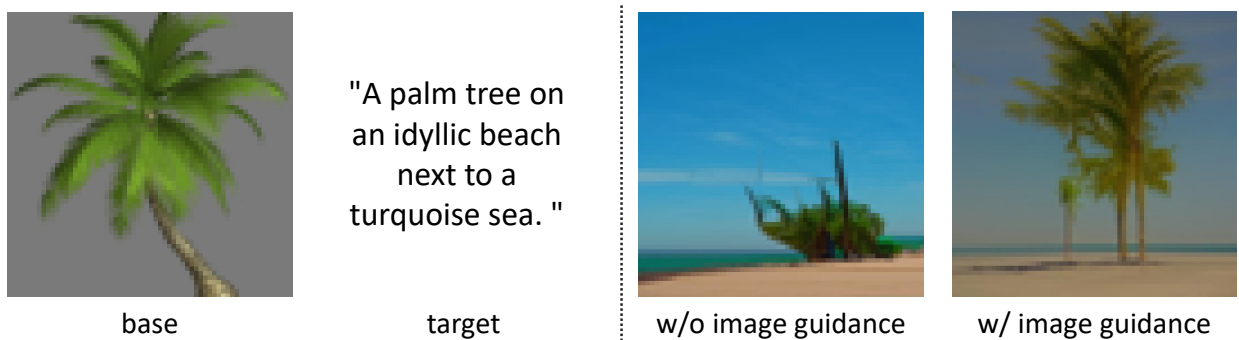 "A palm tree on
an idyllic beach
next to a
turquoise sea. "
base
target
w/o image guidance
w/ image guidance